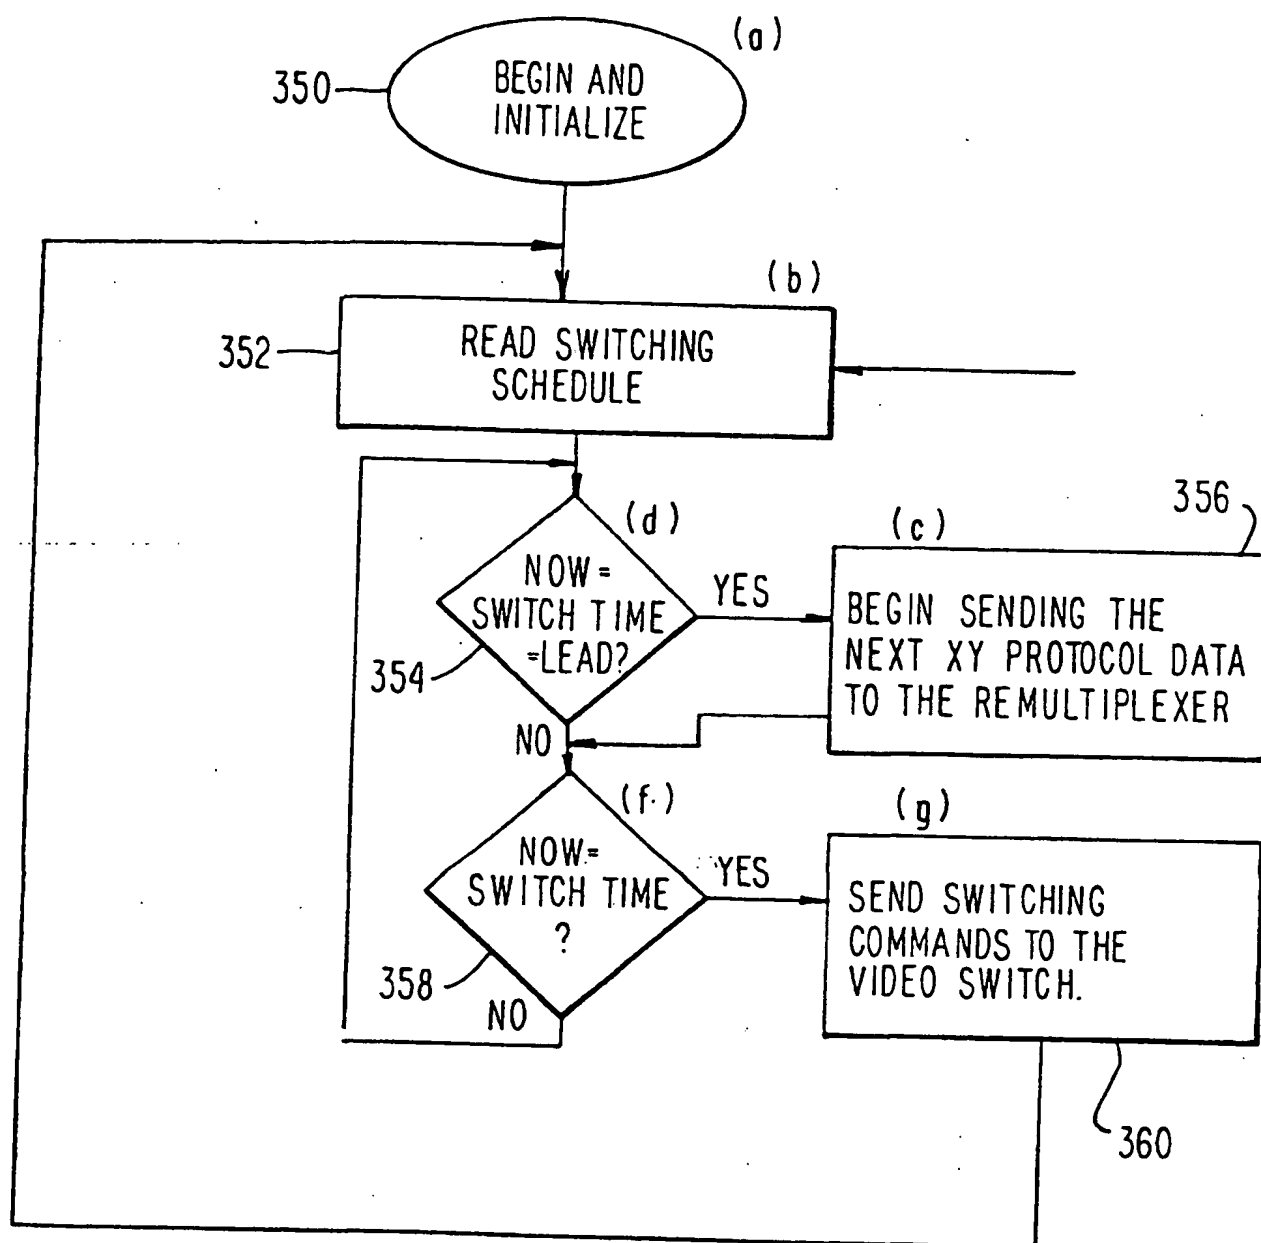 (a)
350
BEGIN AND
INITIALIZE
(b)
352
READ SWITCHING
SCHEDULE
(d)
NOW =
SWITCH TIME
=LEAD?
354
YES
NO
356
(c)
BEGIN SENDING THE
NEXT XY PROTOCOL DATA
TO THE REMULTIPLEXER
(f.)
NOW=
SWITCH TIME
?
358
YES
NO
(g)
SEND SWITCHING
COMMANDS TO THE
VIDEO SWITCH.
360